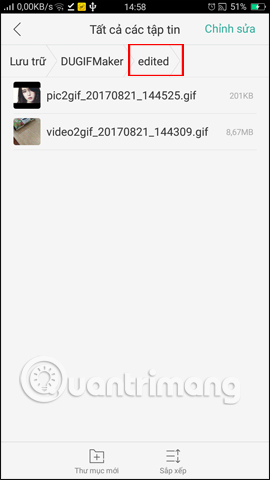 0,00KB/s 14:58 51%
Tất cả các tập tin Chỉnh sửa
Lưu trữ DUGIFMaker edited
pic2gif_20170821_144525.gif 201KB
video2gif_20170821_144309.gif 8,67MB
Quantrimang
Thư mục mới Sắp xếp